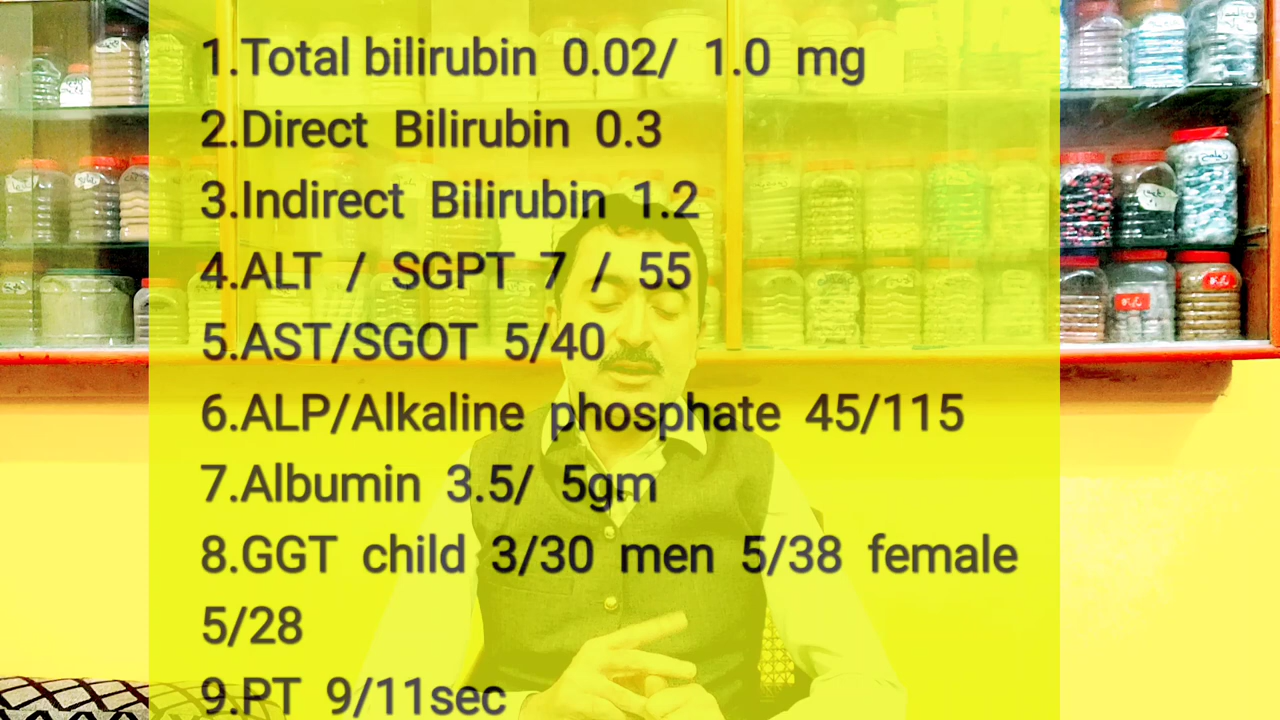 1.Total bilirubin 0.02/ 1.0 mg
2.Direct Bilirubin 0.3
3.Indirect Bilirubin 1.2
4.ALT / SGPT 7 / 55
5.AST/SGOT 5/40
6.ALP/Alkaline phosphate 45/115
7.Albumin 3.5/ 5gm
8.GGT child 3/30 men 5/38 female
5/28
9.PT 9/11sec